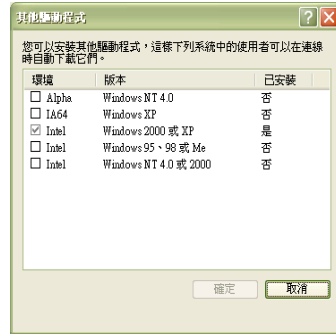 其他驅動程式
您可以安裝其他驅動程式，這樣下列系統中的使用者可以在連線
時自動下載它們。
環境 版本 已安裝
Alpha Windows NT 4.0 否
IA64 Windows XP 否
Intel Windows 2000 或 XP 是
Intel Windows 95、98 或 Me 否
Intel Windows NT 4.0 或 2000 否
確定 取消